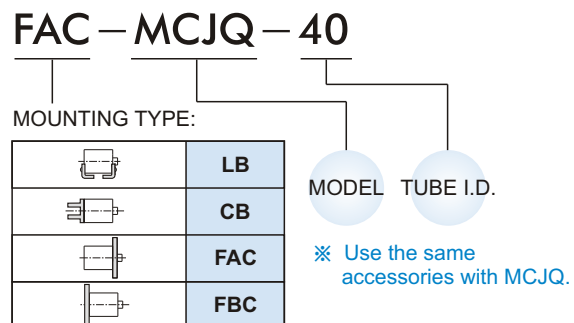 FAC – MCJQ – 40
MOUNTING TYPE:
LB
CB
FAC
FBC
MODEL
TUBE I.D.
※ Use the same
accessories with MCJQ.